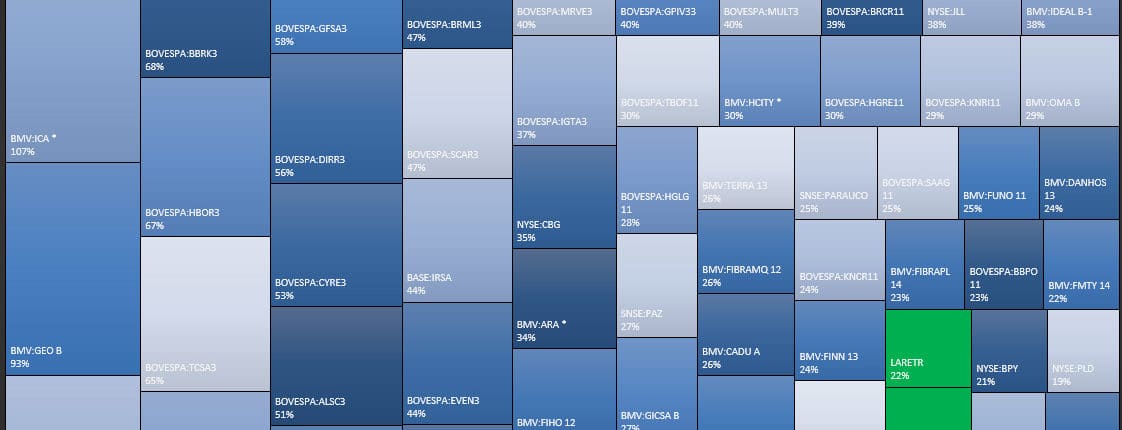 BMV:ICA *
107%
BMV:GEO B
93%
BOVESPA:BBRK3
68%
BOVESPA:HBOR3
67%
BOVESPA:TCSA3
65%
BOVESPA:GFSA3
58%
BOVESPA:DIRR3
56%
BOVESPA:CYRE3
53%
BOVESPA:ALSC3
51%
BOVESPA:BRML3
47%
BOVESPA:SCAR3
47%
BASE:IRSA
44%
BOVESPA:EVEN3
44%
BOVESPA:MRVE3
40%
BOVESPA:GPIV33
40%
BOVESPA:MULT3
40%
BOVESPA:BRCR11
39%
NYSE:JLL
38%
BMV:IDEAL B-1
38%
BOVESPA:IGTA3
37%
NYSE:CBG
35%
BMV:ARA *
34%
BMV:FIHO 12
BOVESPA:TBOF11
30%
BMV:HCITY *
30%
BOVESPA:HGRE11
30%
BOVESPA:KNRI11
29%
BMV:OMA B
29%
BOVESPA:HGLG
11
28%
SNSE:PAZ
27%
BMV:GICSA B
27%
BMV:TERRA 13
26%
BMV:FIBRAMQ 12
26%
BMV:CADU A
26%
SNSE:PARAUCO
25%
BOVESPA:SAAG
11
25%
BMV:FUNO 11
25%
BMV:DANHOS
13
24%
BOVESPA:KNCR11
24%
BMV:FINN 13
24%
BMV:FIBRAPL
14
23%
BOVESPA:BBPO
11
23%
BMV:FMTY 14
22%
LARETR
22%
NYSE:BPY
21%
NYSE:PLD
19%